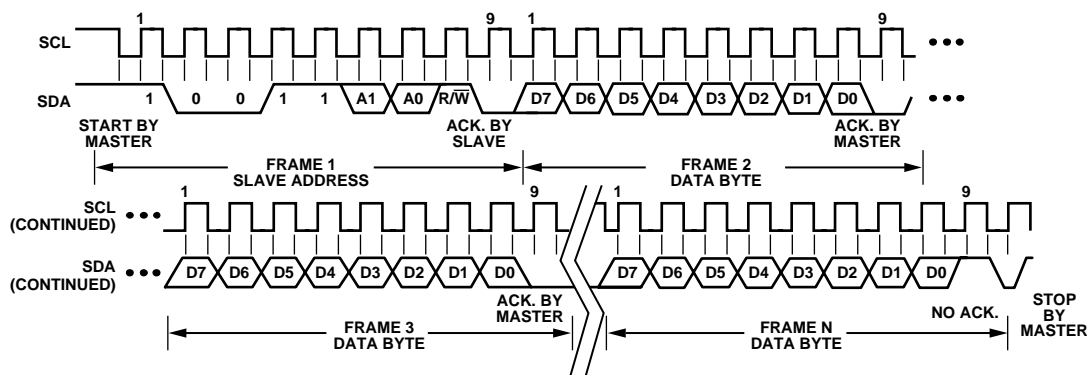 1 9 1 9
SCL
SDA 1 0 0 1 1 A1 A0 R/W̅ D7 D6 D5 D4 D3 D2 D1 D0
START BY MASTER
ACK. BY SLAVE
ACK. BY MASTER
FRAME 1
SLAVE ADDRESS
FRAME 2
DATA BYTE
1 9 1 9
SCL
(CONTINUED)
SDA
(CONTINUED) D7 D6 D5 D4 D3 D2 D1 D0 D7 D6 D5 D4 D3 D2 D1 D0
ACK. BY MASTER
NO ACK.
STOP BY MASTER
FRAME 3
DATA BYTE
FRAME N
DATA BYTE